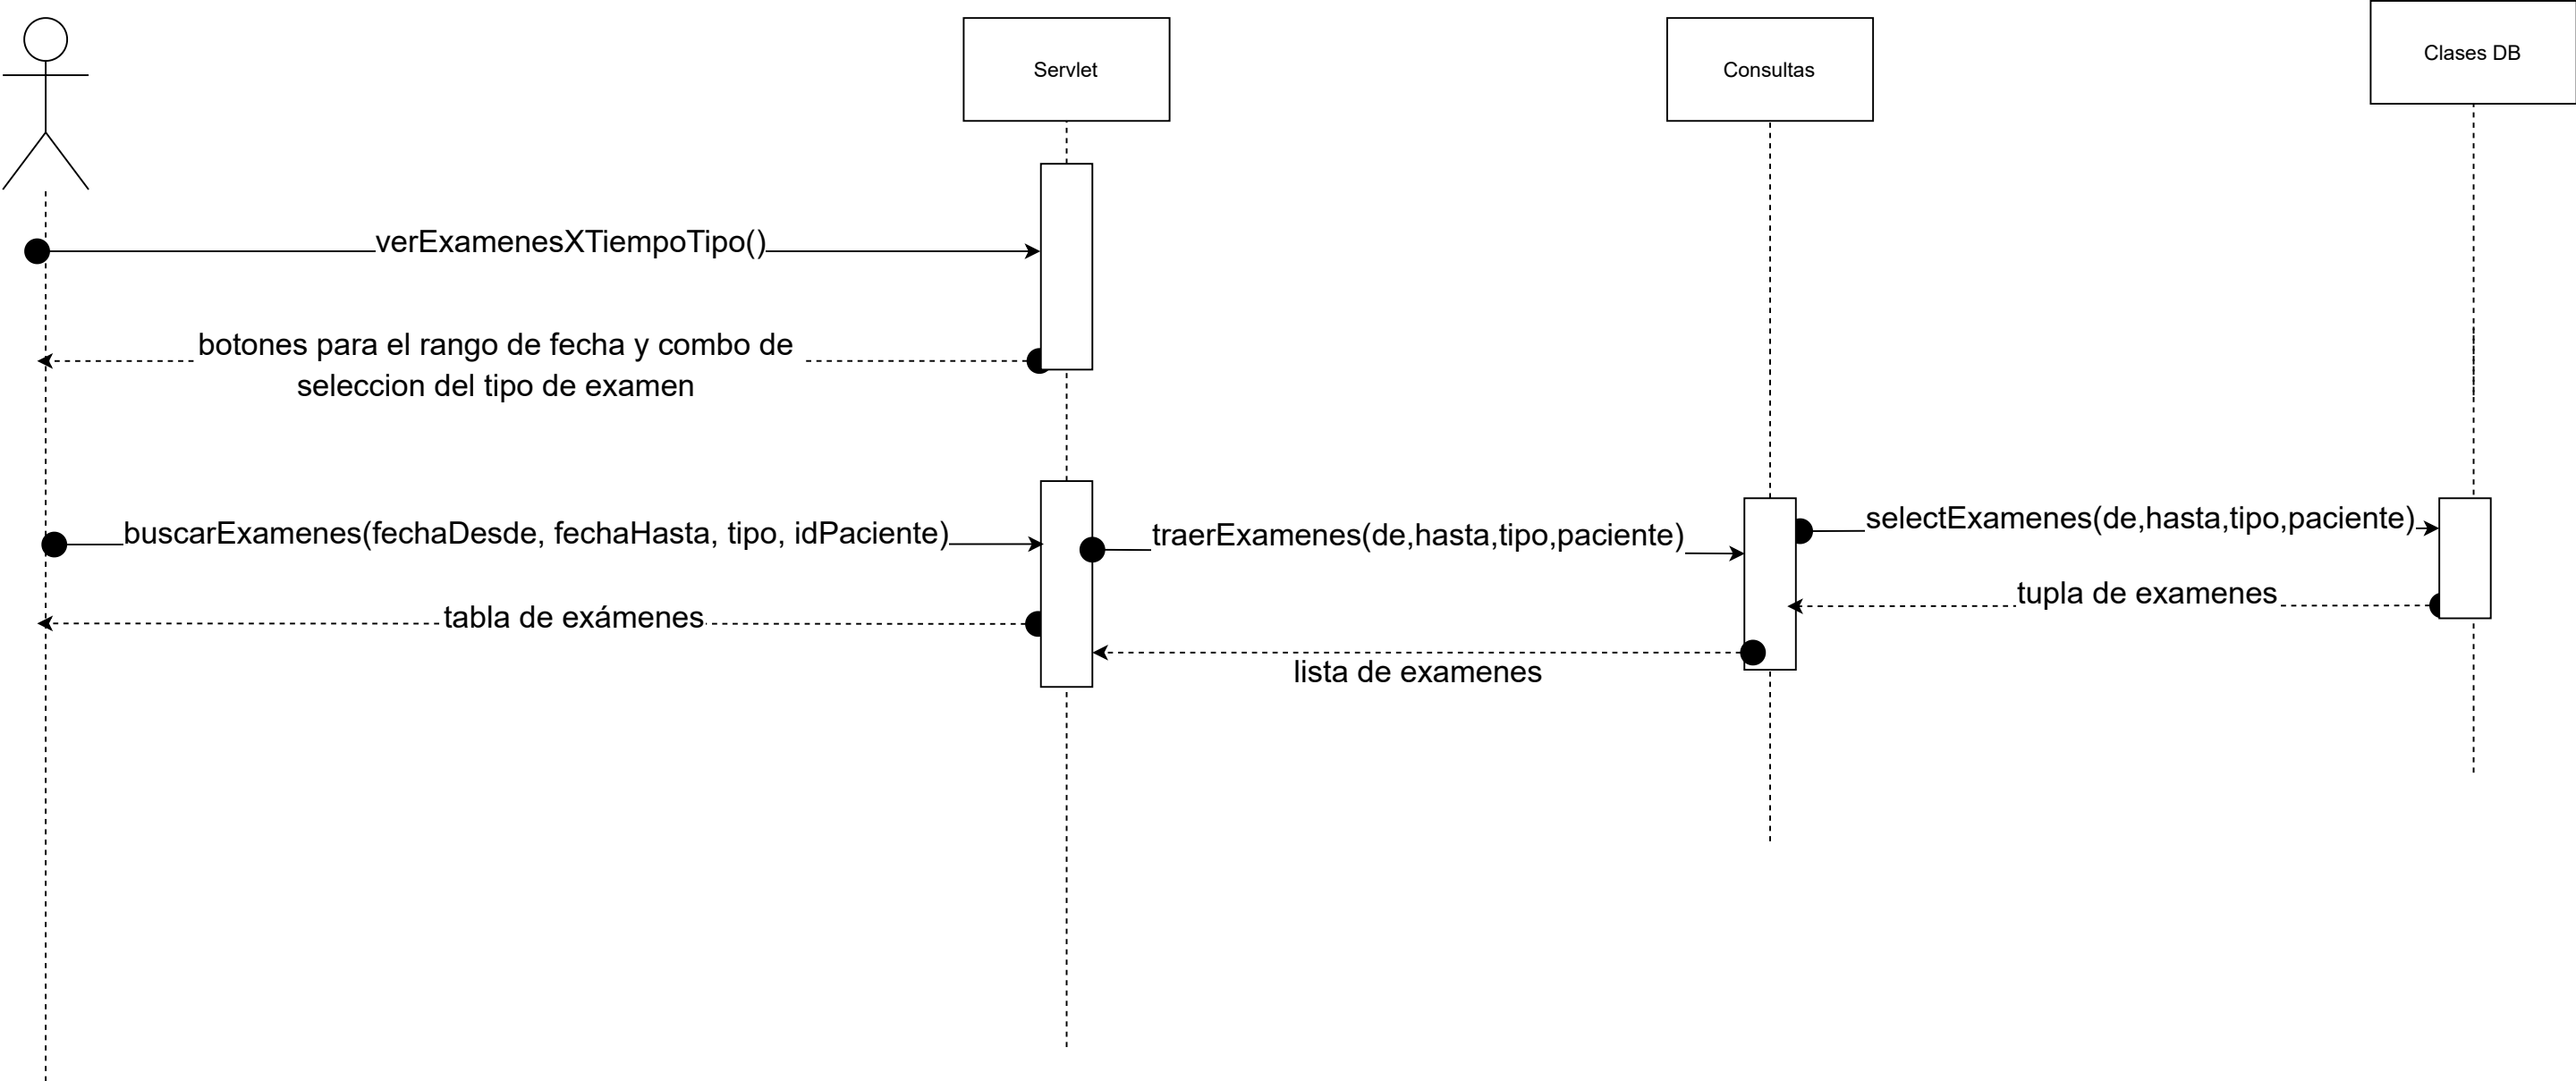 Servlet
Consultas
Clases DB
verExamenesXTiempoTipo()
botones para el rango de fecha y combo de
seleccion del tipo de examen
buscarExamenes(fechaDesde, fechaHasta, tipo, idPaciente)
traerExamenes(de,hasta,tipo,paciente)
selectExamenes(de,hasta,tipo,paciente)
tupla de examenes
tabla de exámenes
lista de examenes